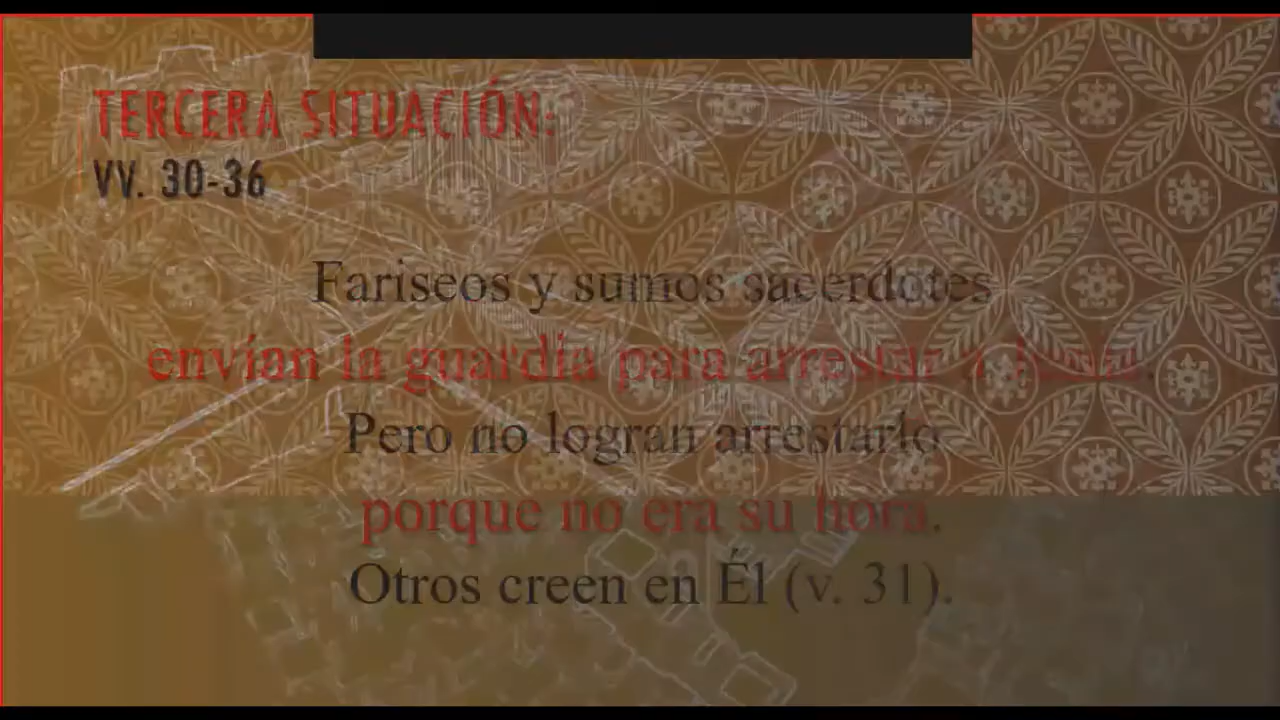 TERCERA SITUACIÓN:
VV. 30-36
Fariseos y sumos sacerdotes
envían la guardia para arrestar a
Pero no logran arrestarlo
porque no era su hora.
Otros creen en Él (v. 31).